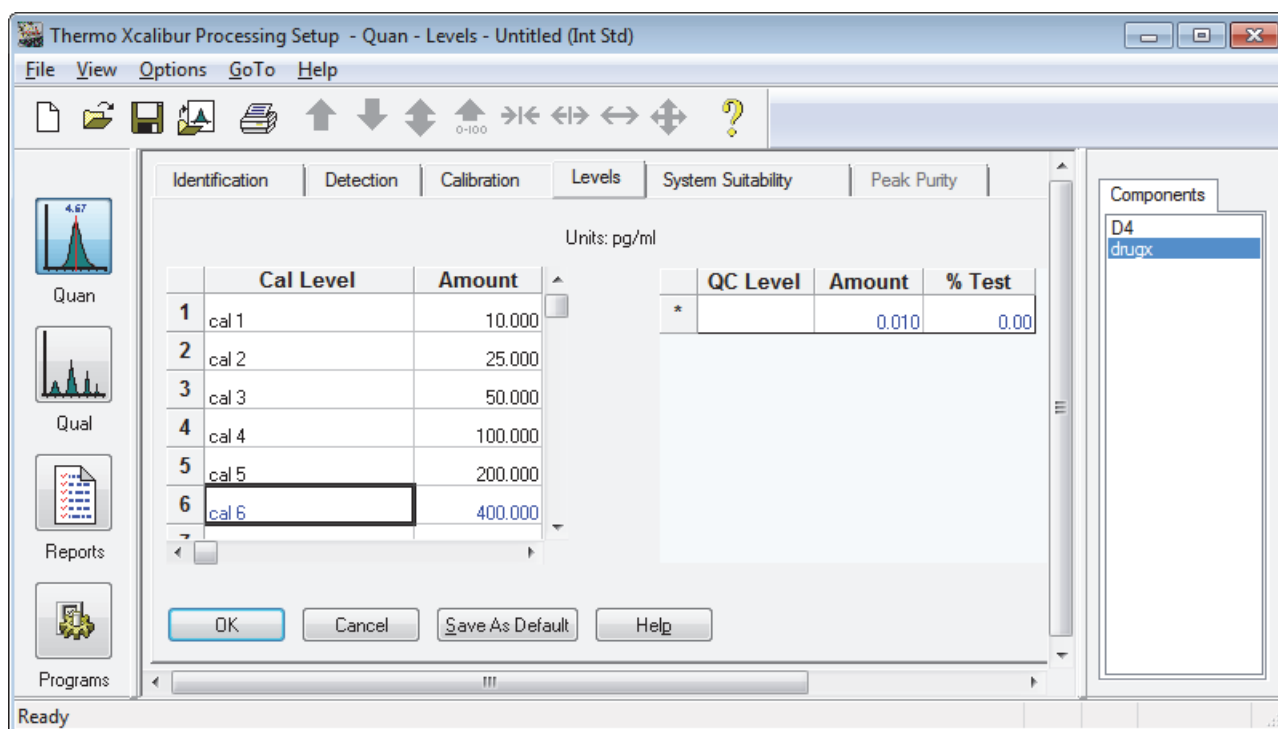 Thermo Xcalibur Processing Setup - Quan - Levels - Untitled (Int Std)
File View Options GoTo Help
0-100
Identification Detection Calibration Levels System Suitability Peak Purity
Components
D4
drugx
Units: pg/ml
4.67
Quan
Qual
Reports
Programs
Cal Level Amount
1 cal 1 10.000
2 cal 2 25.000
3 cal 3 50.000
4 cal 4 100.000
5 cal 5 200.000
6 cal 6 400.000
QC Level Amount % Test
* 0.010 0.00
OK Cancel Save As Default Help
Ready